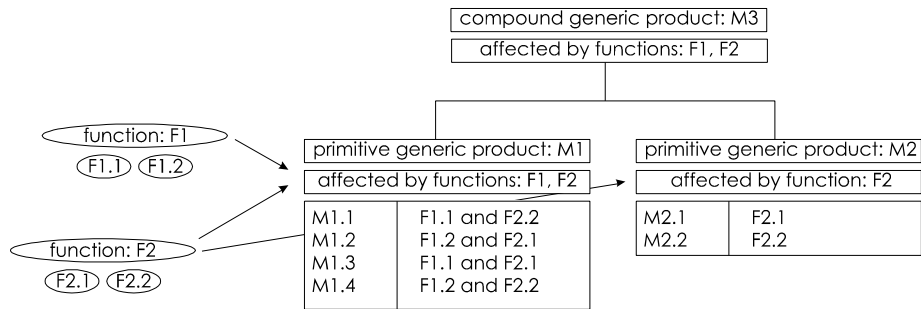 compound generic product: M3
affected by functions: F1, F2
function: F1
F1.1 F1.2
function: F2
F2.1 F2.2
primitive generic product: M1
affected by functions: F1, F2
M1.1 F1.1 and F2.2
M1.2 F1.2 and F2.1
M1.3 F1.1 and F2.1
M1.4 F1.2 and F2.2
primitive generic product: M2
affected by function: F2
M2.1 F2.1
M2.2 F2.2